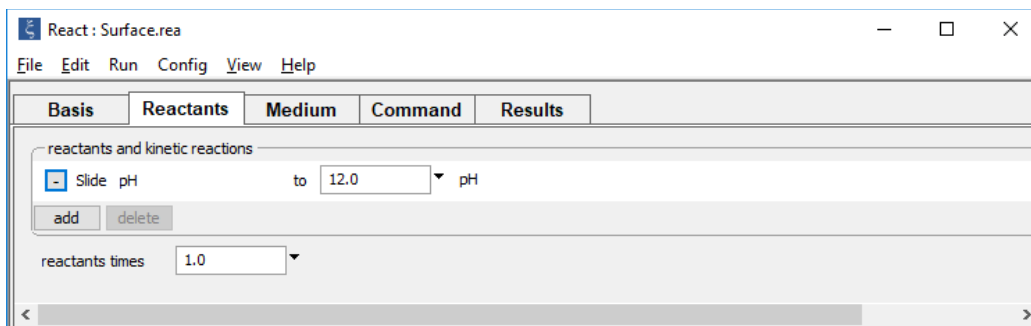 React : Surface.rea
File Edit Run Config View Help
Basis Reactants Medium Command Results
reactants and kinetic reactions
- Slide pH to 12.0 pH
add delete
reactants times 1.0